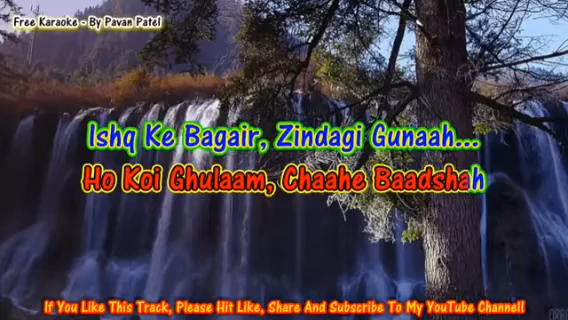 Free Karaoke - By Pavan Patel
Ishq Ke Bagair, Zindagi Gunaah...
Ho Koi Ghulaam, Chaahe Baadshah
If You Like This Track, Please Hit Like, Share And Subscribe To My YouTube Channel!